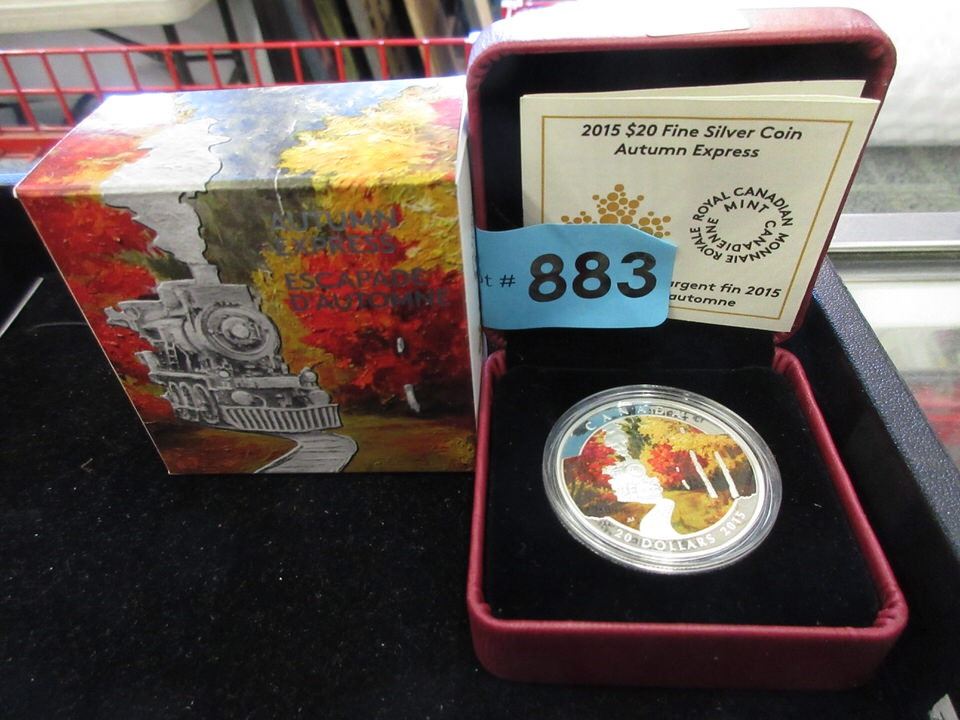 AUTUMN
EXPRESS
ESCAPADE
D'AUTOMNE
2015 $20 Fine Silver Coin
Autumn Express
ROYAL CANADIAN MINT
MONNAIE ROYALE CANADIENNE
ot # 883
argent fin 2015
automne
CANADA
20 DOLLARS 2015